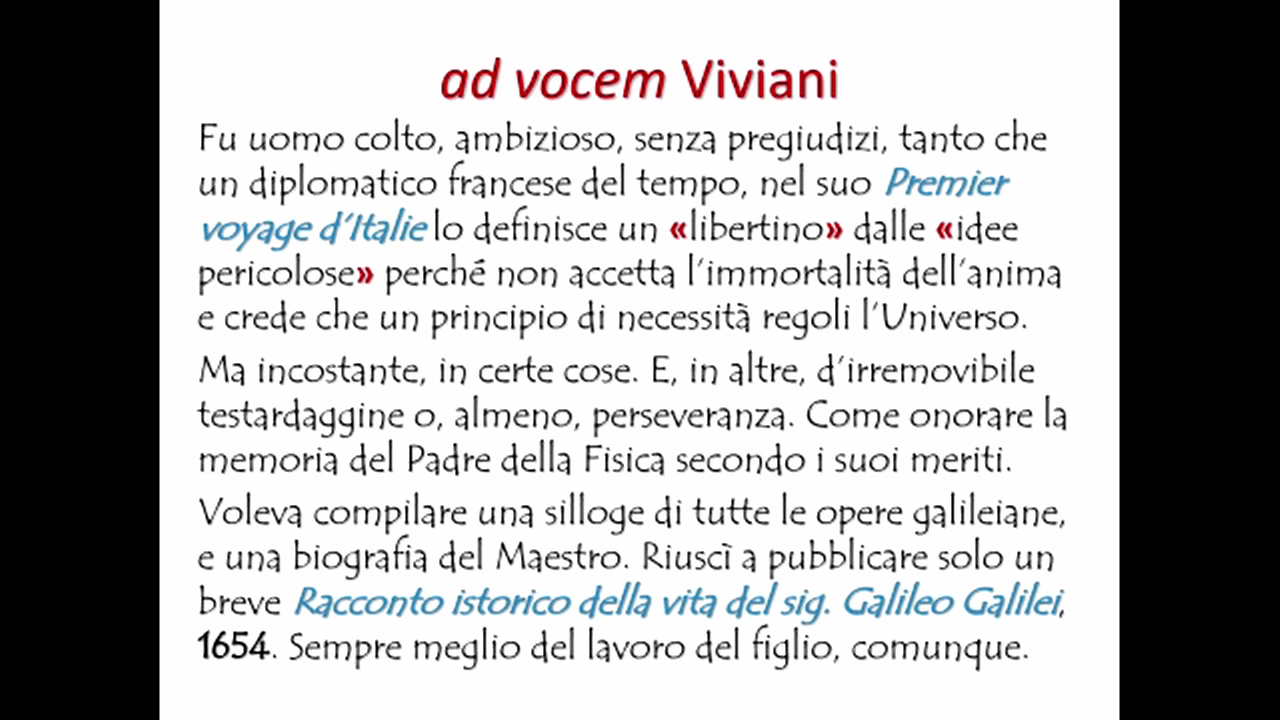 ad vocem Viviani
Fu uomo colto, ambizioso, senza pregiudizi, tanto che
un diplomatico francese del tempo, nel suo Premier
voyage d'Italie lo definisce un «libertino» dalle «idee
pericolose» perché non accetta l'immortalità dell'anima
e crede che un principio di necessità regoli l'Universo.
Ma incostante, in certe cose. E, in altre, d'irremovibile
testardaggine o, almeno, perseveranza. Come onorare la
memoria del Padre della Fisica secondo i suoi meriti.
Voleva compilare una silloge di tutte le opere galileiane,
e una biografia del Maestro. Riuscì a pubblicare solo un
breve Racconto istorico della vita del sig. Galileo Galilei,
1654. Sempre meglio del lavoro del figlio, comunque.